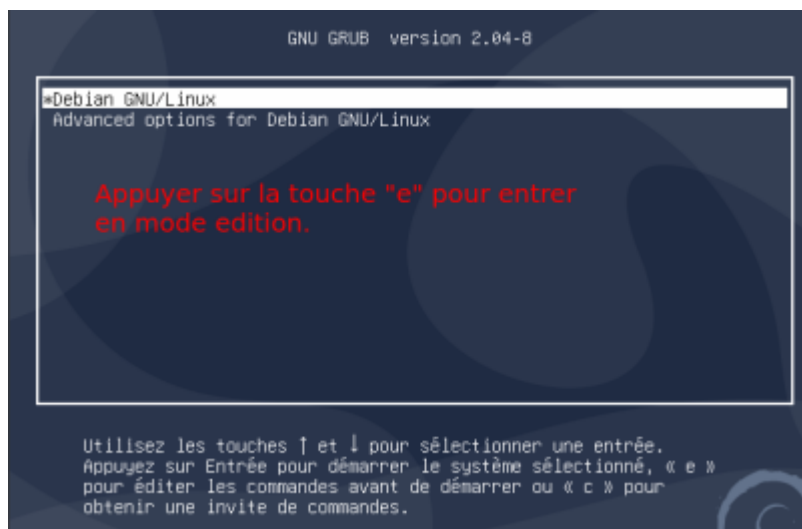 GNU GRUB version 2.04-8
*Debian GNU/Linux
Advanced options for Debian GNU/Linux
Appuyer sur la touche "e" pour entrer
en mode edition.
Utilisez les touches ↑ et ↓ pour sélectionner une entrée.
Appuyez sur Entrée pour démarrer le système sélectionné, « e »
pour éditer les commandes avant de démarrer ou « c » pour
obtenir une invite de commandes.